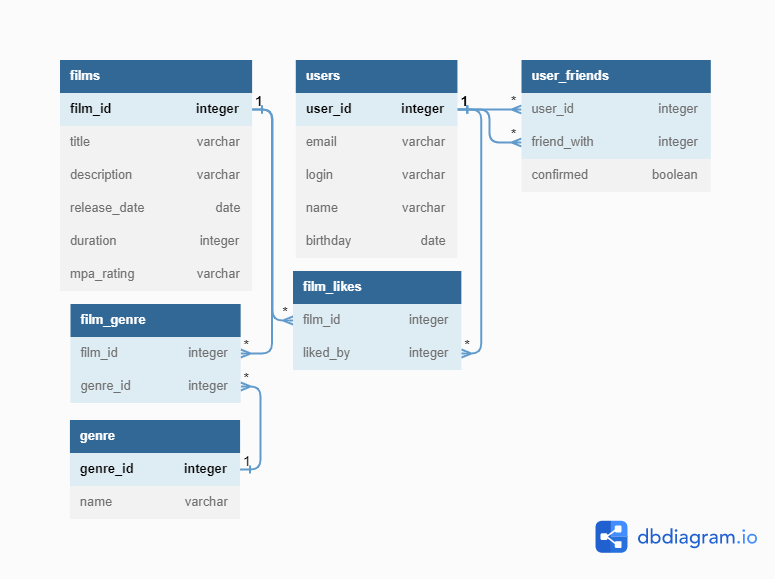 films
film_id integer
title varchar
description varchar
release_date date
duration integer
mpa_rating varchar
1
users
user_id integer
email varchar
login varchar
name varchar
birthday date
1
user_friends
* user_id integer
* friend_with integer
confirmed boolean
film_likes
* film_id integer
liked_by integer *
film_genre
film_id integer *
genre_id integer *
genre
genre_id integer 1
name varchar
dbdiagram.io